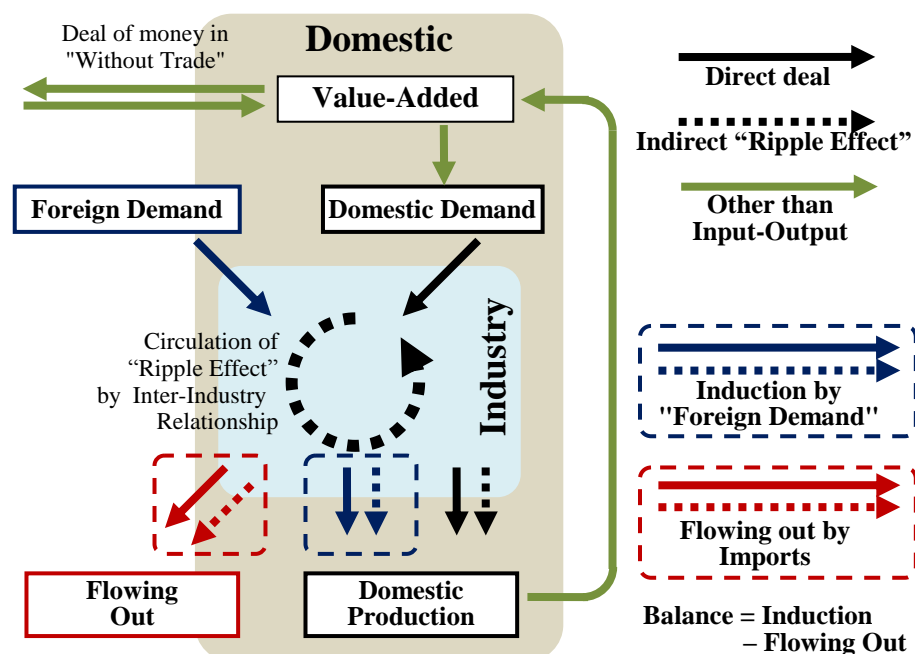 Deal of money in
"Without Trade"
Domestic
Value-Added
Foreign Demand
Domestic Demand
Circulation of
“Ripple Effect”
by Inter-Industry
Relationship
Industry
Flowing
Out
Domestic
Production
Direct deal
Indirect “Ripple Effect”
Other than
Input-Output
Induction by
"Foreign Demand"
Flowing out by
Imports
Balance = Induction
– Flowing Out